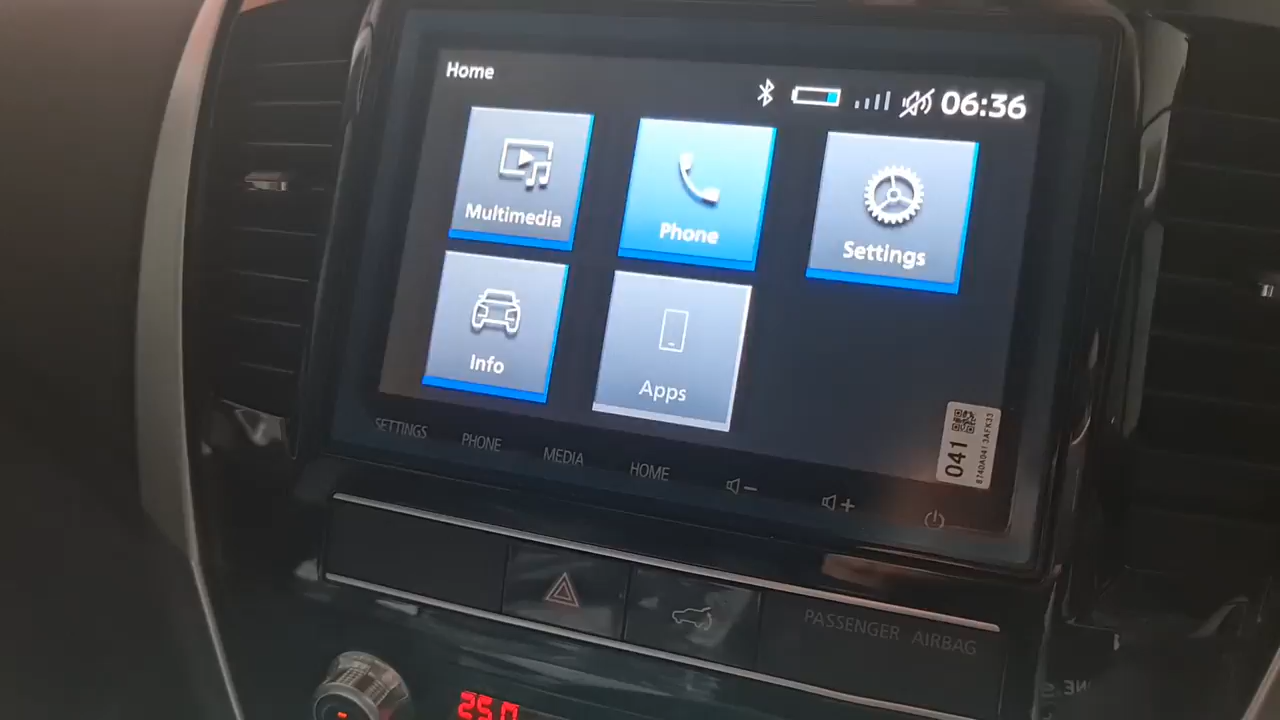 Home
06:36
Multimedia
Phone
Settings
Info
Apps
SETTINGS
PHONE
MEDIA
HOME
041
PASSENGER AIRBAG
25.0